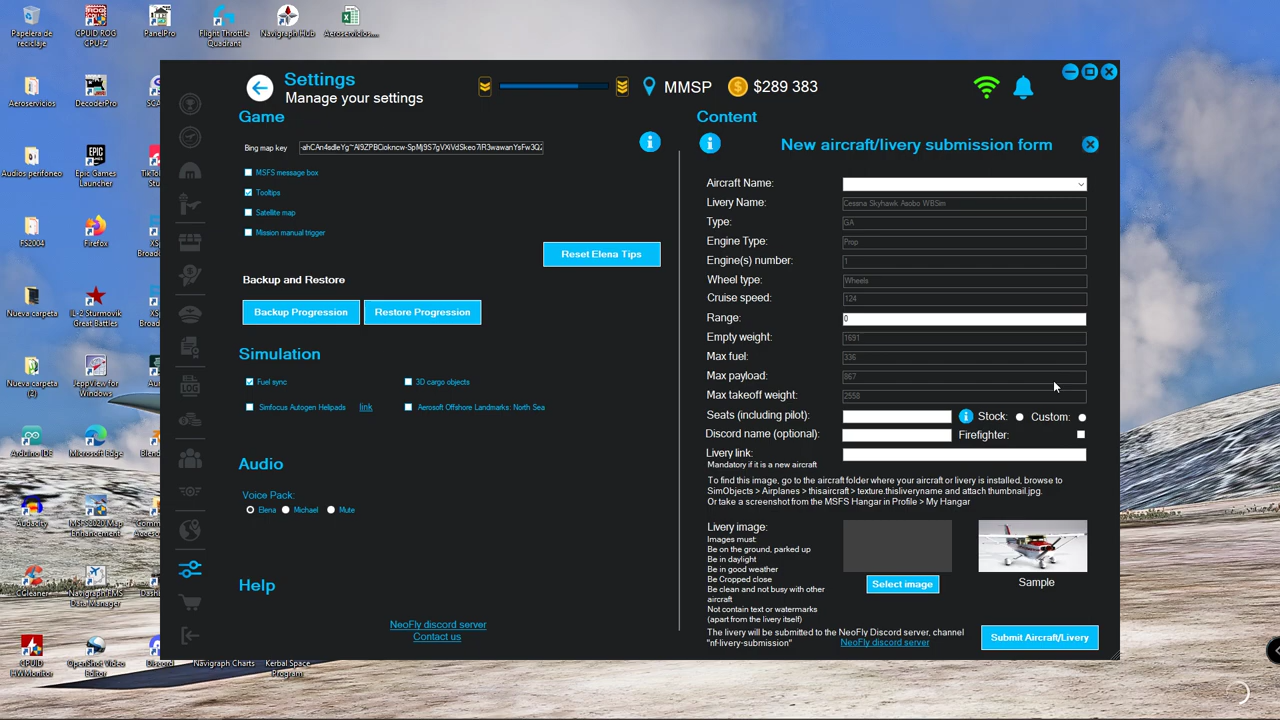 Papelera de
reciclaje
CPUID ROG
CPU-Z
PanelPro
Flight Throttle
Quadrant
Navigraph Hub
Aeroservicios...
Aeroservicios
DecoderPro
Audios perifoneo
Epic Games
Launcher
FS2004
Firefox
Nueva carpeta
IL-2 Sturmovik
Great Battles
Nueva carpeta
(2)
JeppView for
Windows
Arduino IDE
Microsoft Edge
Audacity
MSFS2020 Map
Enhancement
CCleaner
Navigraph FMS
Data Manager
CPUID
HWMonitor
OpenShot Video
Editor
Discord
Navigraph Charts
Kerbal Space
Program
Settings
Manage your settings
MMSP
$289 383
Game
Bing map key
MSFS message box
Tooltips
Satellite map
Mission manual trigger
Reset Elena Tips
Backup and Restore
Backup Progression
Restore Progression
Simulation
Fuel sync
3D cargo objects
Simfocus Autogen Helipads
link
Aerosoft Offshore Landmarks: North Sea
Audio
Voice Pack:
Elena
Michael
Mute
LOG
Help
NeoFly discord server
Contact us
Content
New aircraft/livery submission form
Aircraft Name:
Livery Name:
Cessna Skyhawk Asobo WBSim
Type:
GA
Engine Type:
Prop
Engine(s) number:
1
Wheel type:
Wheels
Cruise speed:
124
Range:
0
Empty weight:
1691
Max fuel:
336
Max payload:
867
Max takeoff weight:
2558
Seats (including pilot):
Stock:
Custom:
Discord name (optional):
Firefighter:
Livery link:
Mandatory if it is a new aircraft
To find this image, go to the aircraft folder where your aircraft or livery is installed, browse to
SimObjects > Airplanes > thisaircraft > texture.thisliveryname and attach thumbnail.jpg.
Or take a screenshot from the MSFS Hangar in Profile > My Hangar
Livery image:
Images must:
Be on the ground, parked up
Be in daylight
Be in good weather
Be Cropped close
Be clean and not busy with other
aircraft
Not contain text or watermarks
(apart from the livery itself)
Select image
Sample
The livery will be submitted to the NeoFly Discord server, channel
"nf-livery-submission"
NeoFly discord server
Submit Aircraft/Livery